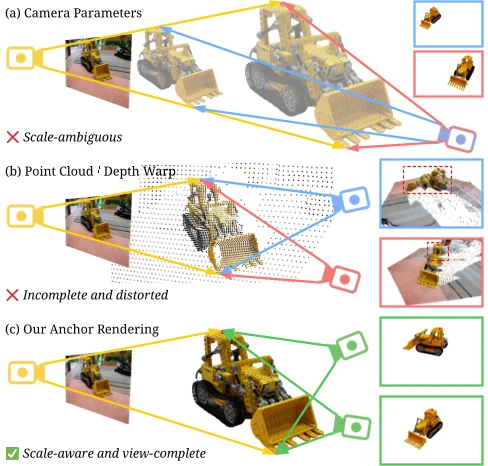 (a) Camera Parameters
❌ Scale-ambiguous
(b) Point Cloud / Depth Warp
❌ Incomplete and distorted
(c) Our Anchor Rendering
✅ Scale-aware and view-complete